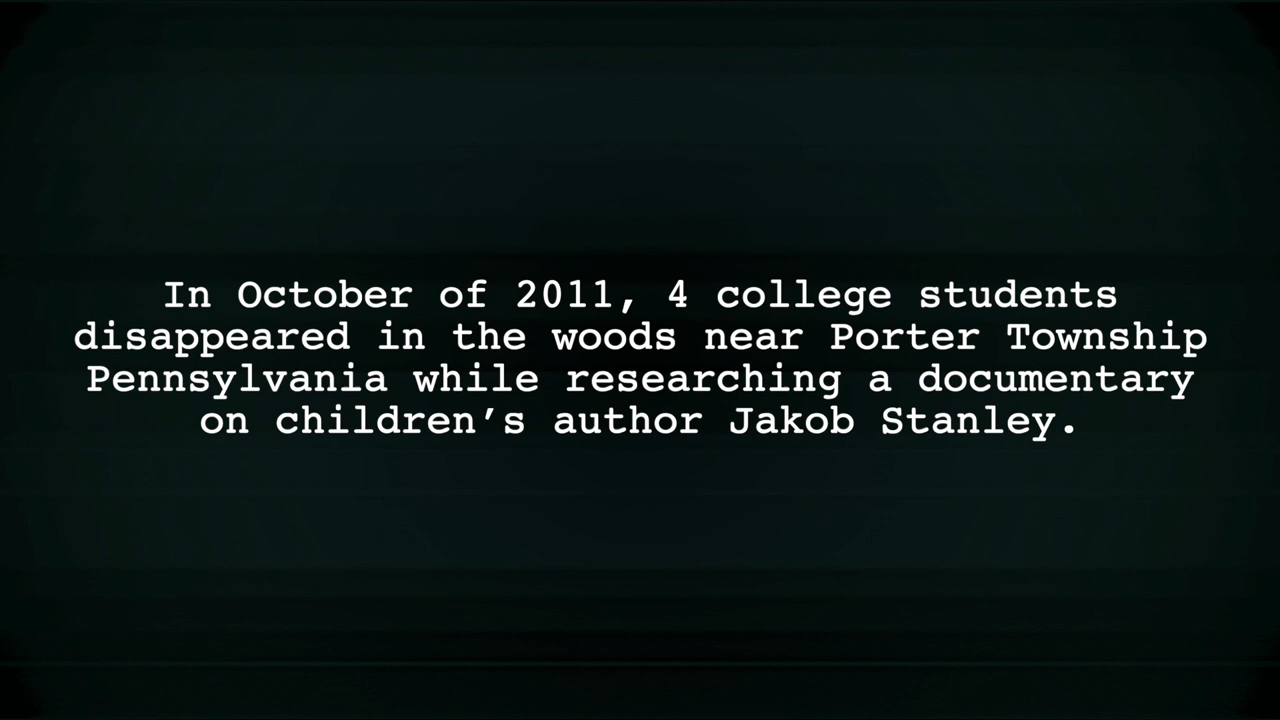 In October of 2011, 4 college students
disappeared in the woods near Porter Township
Pennsylvania while researching a documentary
on children’s author Jakob Stanley.